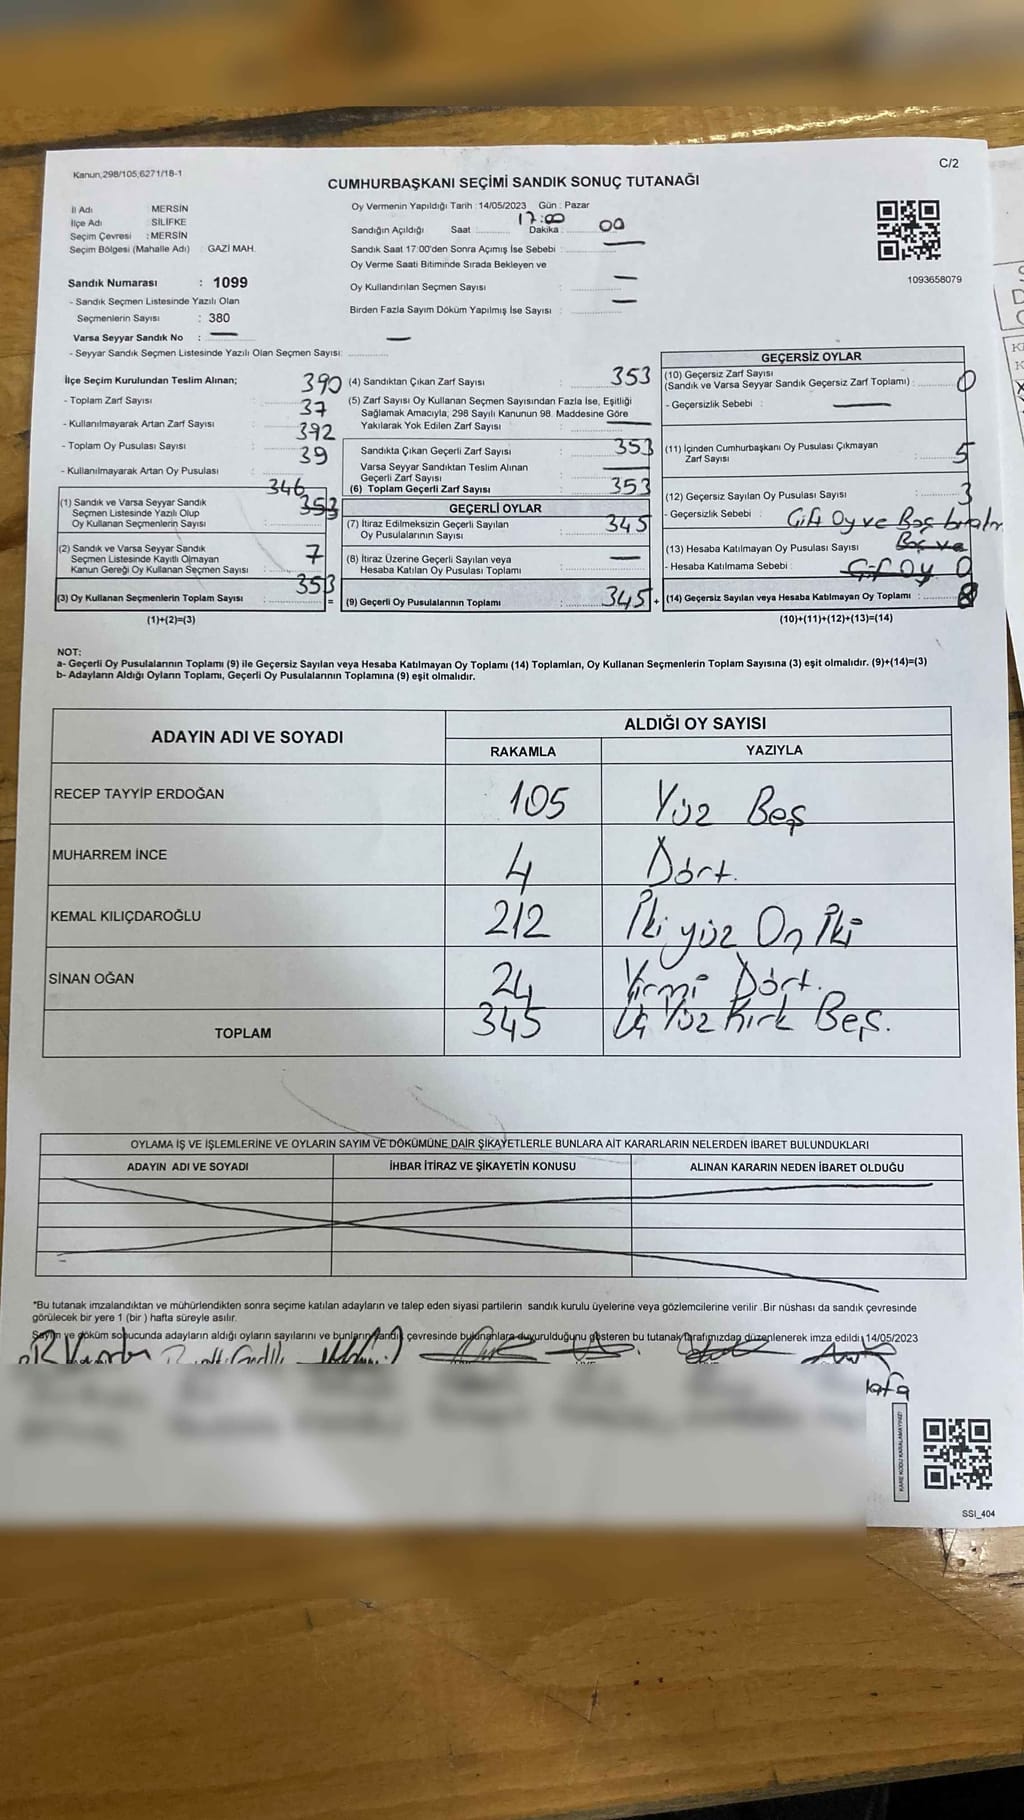 Kanun,298/105,6271/18-1
C/2
CUMHURBAŞKANI SEÇİMİ SANDIK SONUÇ TUTANAĞI
İl Adı : MERSİN
İlçe Adı : SİLİFKE
Seçim Çevresi : MERSİN
Seçim Bölgesi (Mahalle Adı) : GAZİ MAH.
Sandık Numarası : 1099
- Sandık Seçmen Listesinde Yazılı Olan
Seçmenlerin Sayısı : 380
Varsa Seyyar Sandık No : —
- Seyyar Sandık Seçmen Listesinde Yazılı Olan Seçmen Sayısı: —
Oy Vermenin Yapıldığı Tarih : 14/05/2023 Gün : Pazar
Sandığın Açıldığı Saat : 17:00 Dakika : 00
Sandık Saat 17:00'den Sonra Açımış İse Sebebi : —
Oy Verme Saati Bitiminde Sırada Bekleyen ve
Oy Kullandırılan Seçmen Sayısı : —
Birden Fazla Sayım Döküm Yapılmış İse Sayısı : —
1093658079
İlçe Seçim Kurulundan Teslim Alınan;
- Toplam Zarf Sayısı : 390
- Kullanılmayarak Artan Zarf Sayısı : 37
- Toplam Oy Pusulası Sayısı : 392
- Kullanılmayarak Artan Oy Pusulası : 39
(1) Sandık ve Varsa Seyyar Sandık
Seçmen Listesinde Yazılı Olup
Oy Kullanan Seçmenlerin Sayısı : 346 353
(2) Sandık ve Varsa Seyyar Sandık
Seçmen Listesinde Kayıtlı Olmayan
Kanun Gereği Oy Kullanan Seçmen Sayısı : 7
(3) Oy Kullanan Seçmenlerin Toplam Sayısı : 353 =
(1)+(2)=(3)
(4) Sandıktan Çıkan Zarf Sayısı : 353
(5) Zarf Sayısı Oy Kullanan Seçmen Sayısından Fazla İse, Eşitliği
Sağlamak Amacıyla, 298 Sayılı Kanunun 98. Maddesine Göre
Yakılarak Yok Edilen Zarf Sayısı : —
Sandıkta Çıkan Geçerli Zarf Sayısı : 353
Varsa Seyyar Sandıktan Teslim Alınan
Geçerli Zarf Sayısı : —
(6) Toplam Geçerli Zarf Sayısı : 353
GEÇERLİ OYLAR
(7) İtiraz Edilmeksizin Geçerli Sayılan
Oy Pusulalarının Sayısı : 345
(8) İtiraz Üzerine Geçerli Sayılan veya
Hesaba Katılan Oy Pusulası Toplamı : —
(9) Geçerli Oy Pusulalarının Toplamı : 345 +
GEÇERSİZ OYLAR
(10) Geçersiz Zarf Sayısı
(Sandık ve Varsa Seyyar Sandık Geçersiz Zarf Toplamı) : 0
- Geçersizlik Sebebi : —
(11) İçinden Cumhurbaşkanı Oy Pusulası Çıkmayan
Zarf Sayısı : 5
(12) Geçersiz Sayılan Oy Pusulası Sayısı : 3
- Geçersizlik Sebebi : Çift Oy ve Boş
(13) Hesaba Katılmayan Oy Pusulası Sayısı : Boş ve
- Hesaba Katılmama Sebebi : Çift Oy 0
(14) Geçersiz Sayılan veya Hesaba Katılmayan Oy Toplamı : 8
(10)+(11)+(12)+(13)=(14)
NOT:
a- Geçerli Oy Pusulalarının Toplamı (9) ile Geçersiz Sayılan veya Hesaba Katılmayan Oy Toplamı (14) Toplamları, Oy Kullanan Seçmenlerin Toplam Sayısına (3) eşit olmalıdır. (9)+(14)=(3)
b- Adayların Aldığı Oyların Toplamı, Geçerli Oy Pusulalarının Toplamına (9) eşit olmalıdır.
ADAYIN ADI VE SOYADI
ALDIĞI OY SAYISI
RAKAMLA YAZIYLA
RECEP TAYYİP ERDOĞAN 105 Yüz Beş
MUHARREM İNCE 4 Dört.
KEMAL KILIÇDAROĞLU 212 İki yüz On İki
SİNAN OĞAN 24 Yirmi Dört.
TOPLAM 345 Üç Yüz Kırk Beş.
OYLAMA İŞ VE İŞLEMLERİNE VE OYLARIN SAYIM VE DÖKÜMÜNE DAİR ŞİKAYETLERLE BUNLARA AİT KARARLARIN NELERDEN İBARET BULUNDUKLARI
ADAYIN ADI VE SOYADI İHBAR İTİRAZ VE ŞİKAYETİN KONUSU ALINAN KARARIN NEDEN İBARET OLDUĞU
*Bu tutanak imzalandıktan ve mühürlendikten sonra seçime katılan adayların ve talep eden siyasi partilerin sandık kurulu üyelerine veya gözlemcilerine verilir .Bir nüshası da sandık çevresinde
görülecek bir yere 1 (bir ) hafta süreyle asılır.
Sayım ve döküm sonucunda adayların aldığı oyların sayılarını ve bunların sandık çevresinde bulunanlara duyurulduğunu gösteren bu tutanak tarafımızdan düzenlenerek imza edildi. 14/05/2023
KARE KODU KARALAMAYINIZ!
SSI_404